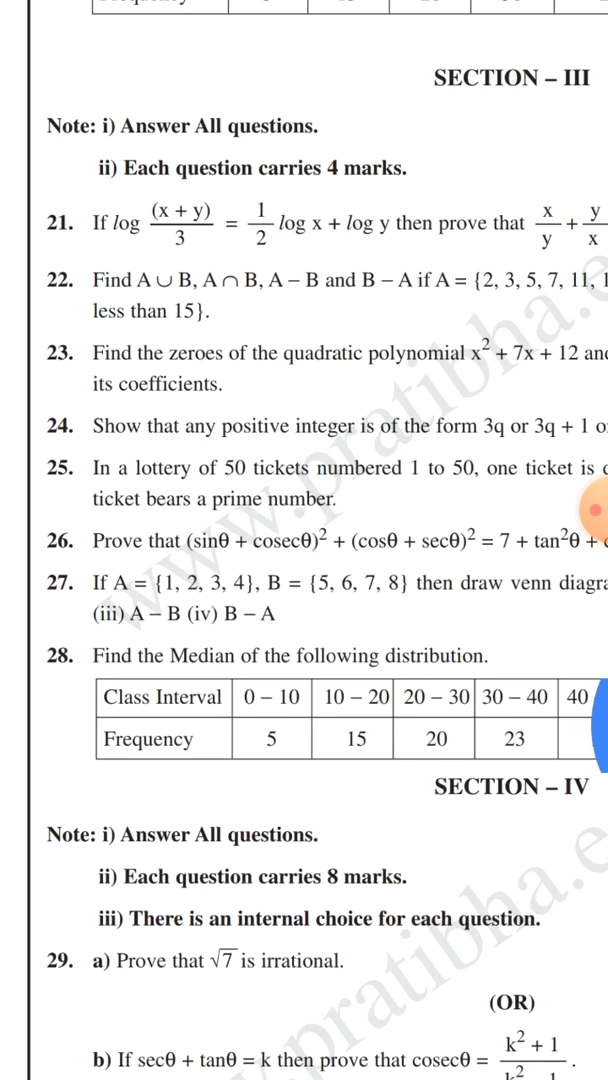 SECTION – III
Note: i) Answer All questions.
ii) Each question carries 4 marks.
21. If log (x + y)/3 = 1/2 log x + log y then prove that x/y + y/x
22. Find A ∪ B, A ∩ B, A – B and B – A if A = {2, 3, 5, 7, 11,
less than 15}.
23. Find the zeroes of the quadratic polynomial x² + 7x + 12
its coefficients.
24. Show that any positive integer is of the form 3q or 3q + 1
25. In a lottery of 50 tickets numbered 1 to 50, one ticket is
ticket bears a prime number.
26. Prove that (sinθ + cosecθ)² + (cosθ + secθ)² = 7 + tan²θ +
27. If A = {1, 2, 3, 4}, B = {5, 6, 7, 8} then draw venn
(iii) A – B (iv) B – A
28. Find the Median of the following distribution.
Class Interval 0 – 10 10 – 20 20 – 30 30 – 40 40
Frequency 5 15 20 23
SECTION – IV
Note: i) Answer All questions.
ii) Each question carries 8 marks.
iii) There is an internal choice for each question.
29. a) Prove that √7 is irrational.
(OR)
b) If secθ + tanθ = k then prove that cosecθ = k² + 1
www.pratibha.e
pratibha.e